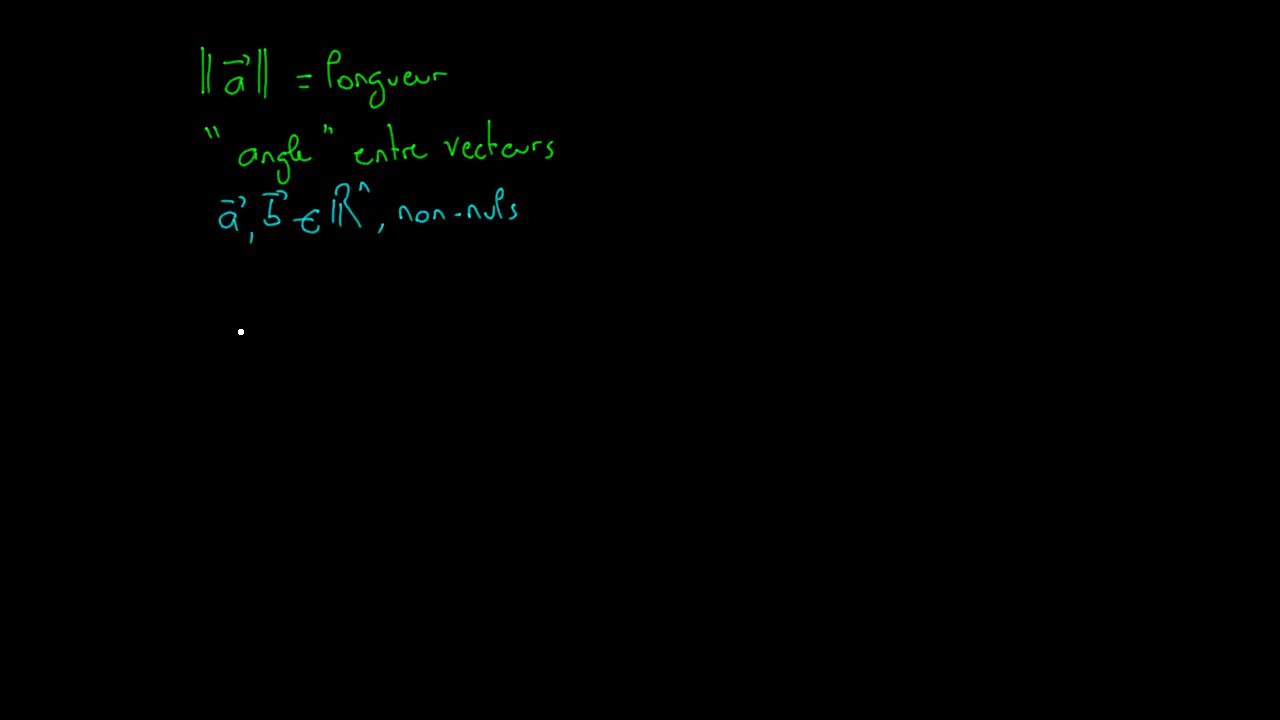 ‖a⃗‖ = longueur
"angle" entre vecteurs
a⃗, b⃗ ∈ ℝⁿ, non-nuls